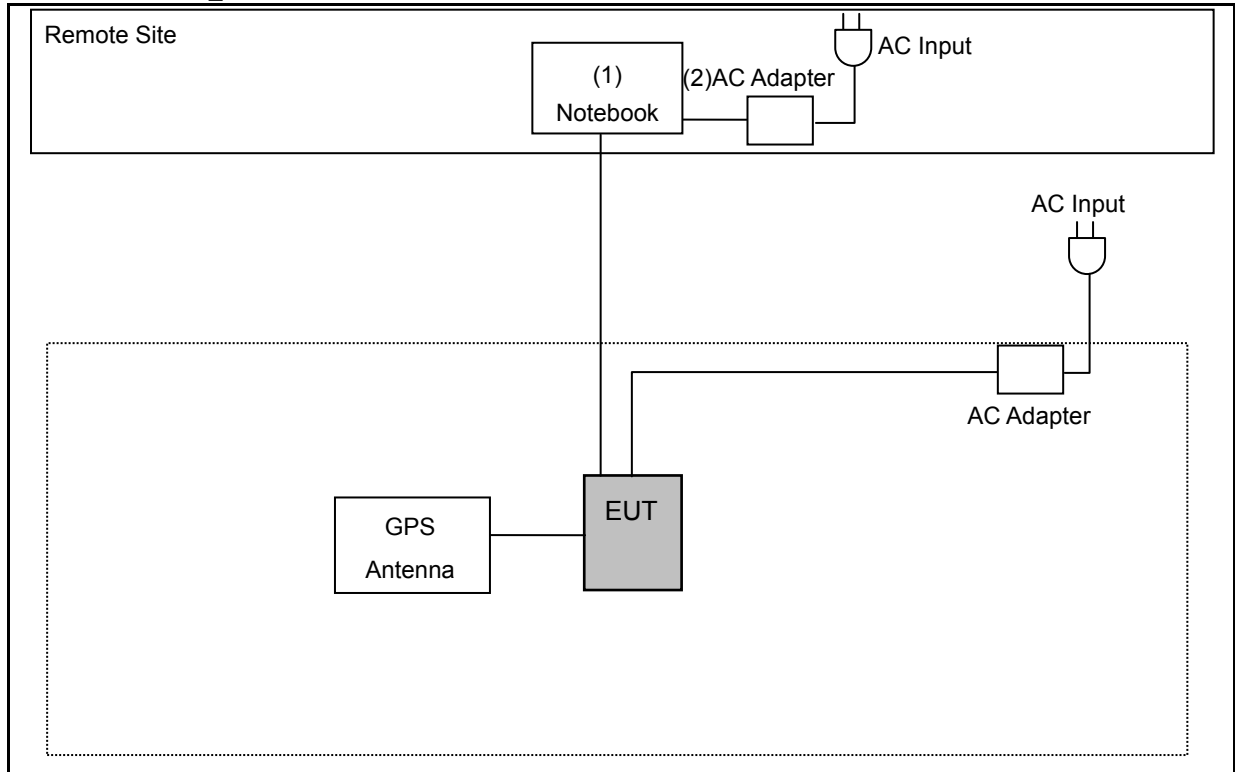 Remote Site
AC Input
(1)
Notebook
(2)AC Adapter
AC Input
AC Adapter
EUT
GPS
Antenna